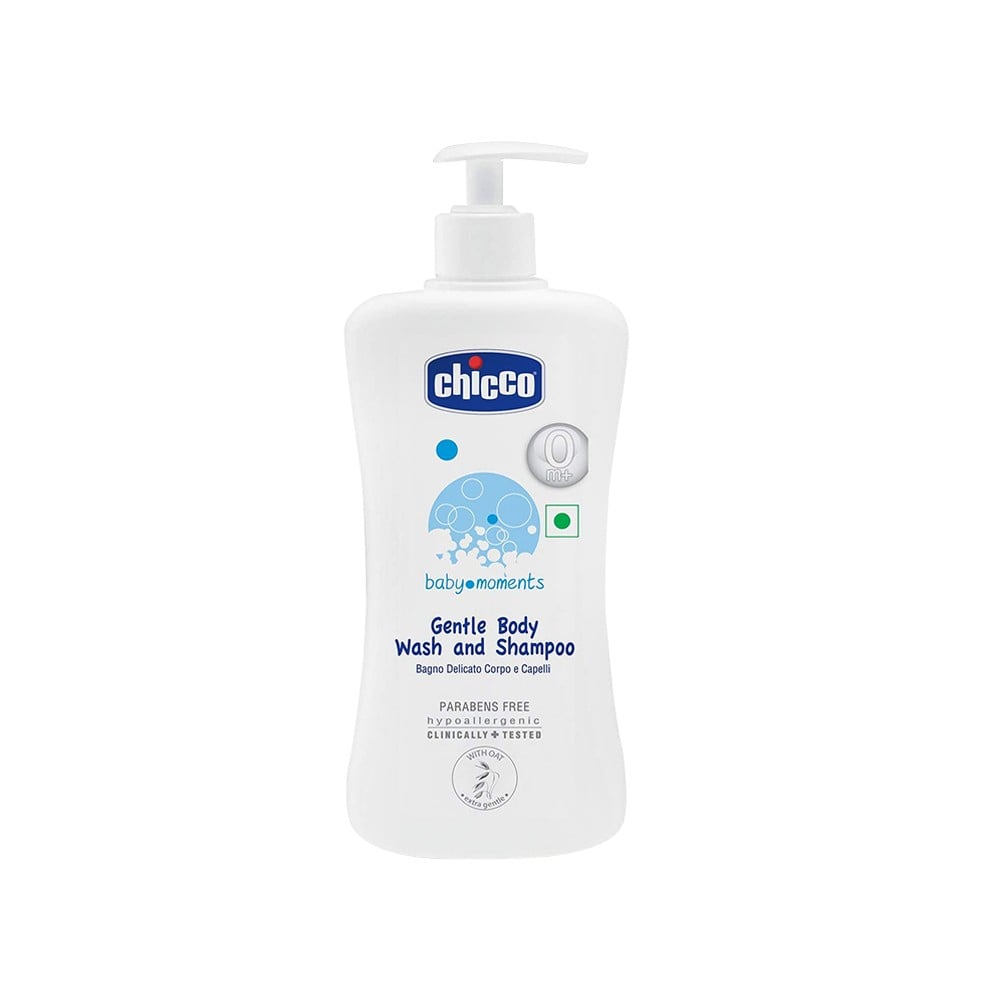 chicco
0
m+
baby moments
Gentle Body
Wash and Shampoo
Bagno Delicato Corpo e Capelli
PARABENS FREE
hypoallergenic
CLINICALLY + TESTED
WITH OAT
• extra gentle •